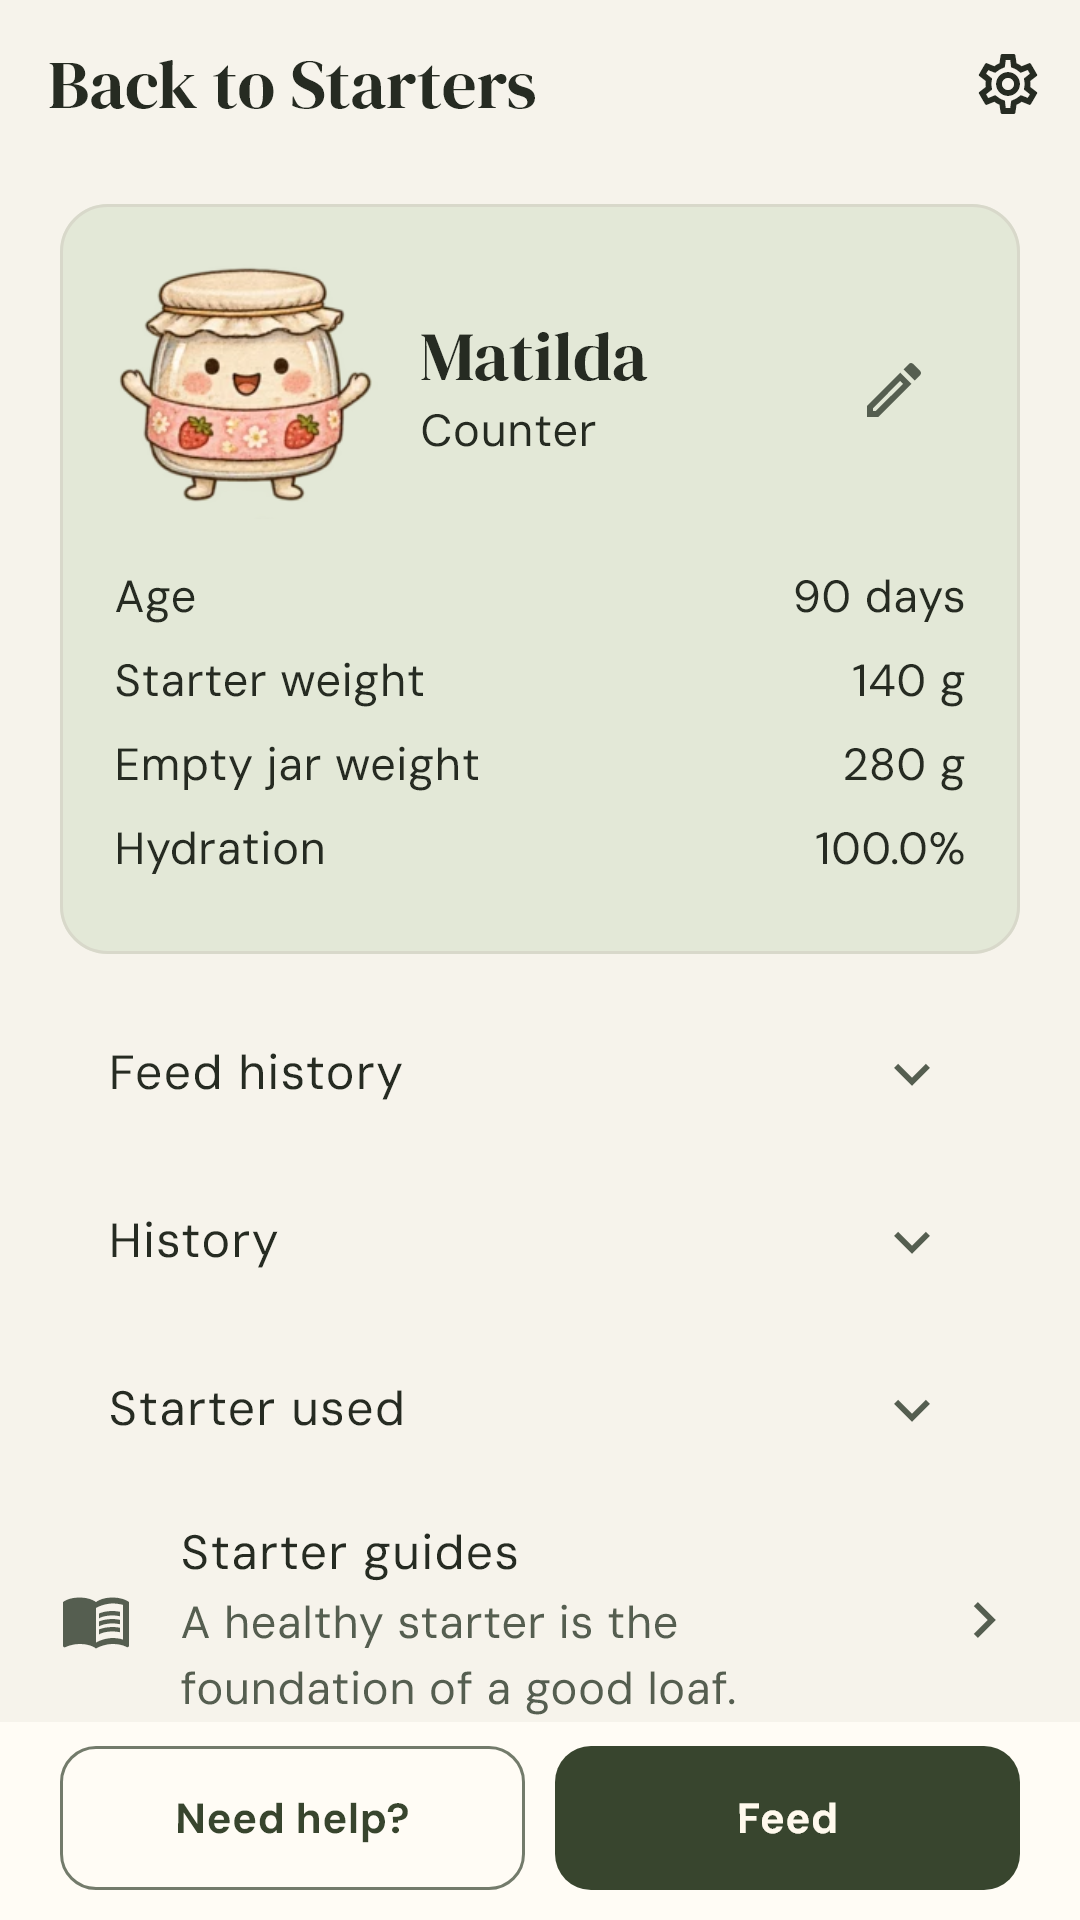 Back to Starters
Matilda
Counter
Age 90 days
Starter weight 140 g
Empty jar weight 280 g
Hydration 100.0%
Feed history
History
Starter used
Starter guides
A healthy starter is the
foundation of a good loaf.
Need help? Feed